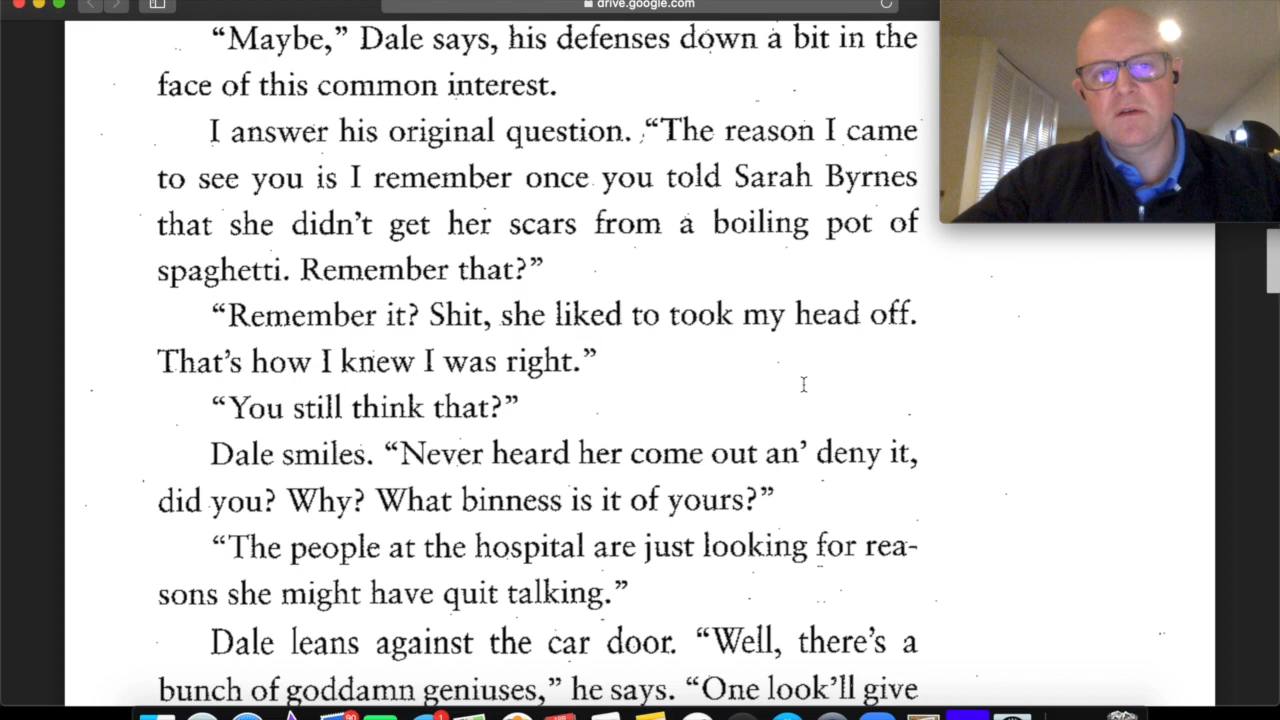 drive.google.com
“Maybe,” Dale says, his defenses down a bit in the
face of this common interest.
I answer his original question. “The reason I came
to see you is I remember once you told Sarah Byrnes
that she didn’t get her scars from a boiling pot of
spaghetti. Remember that?”
“Remember it? Shit, she liked to took my head off.
That’s how I knew I was right.”
“You still think that?”
Dale smiles. “Never heard her come out an’ deny it,
did you? Why? What binness is it of yours?”
“The people at the hospital are just looking for rea-
sons she might have quit talking.”
Dale leans against the car door. “Well, there’s a
bunch of goddamn geniuses,” he says. “One look’ll give